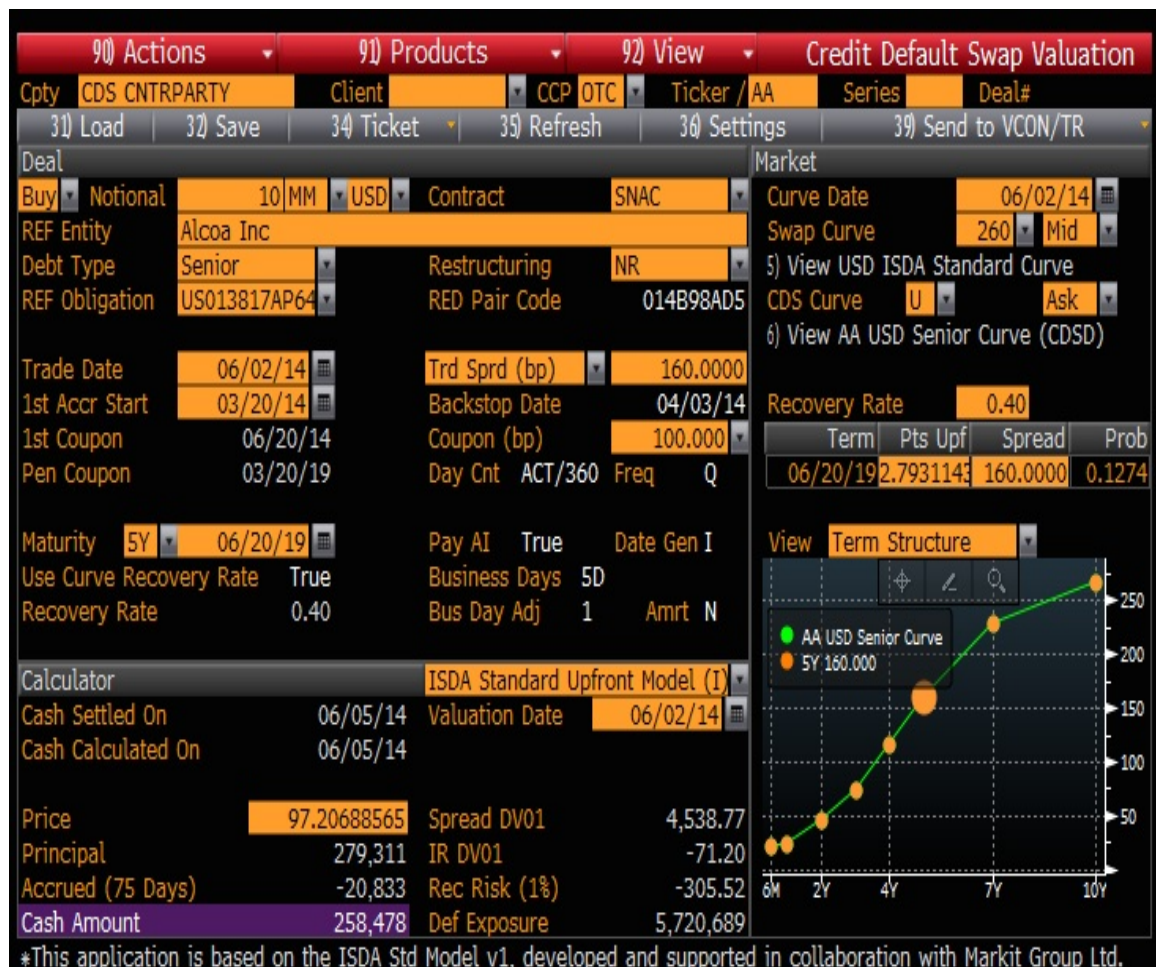 90) Actions 91) Products 92) View Credit Default Swap Valuation
Cpty CDS CNTRPARTY Client CCP OTC Ticker / AA Series Deal#
31) Load 32) Save 34) Ticket 35) Refresh 36) Settings 39) Send to VCON/TR
Deal Market
Buy Notional 10 MM USD Contract SNAC Curve Date 06/02/14
REF Entity Alcoa Inc Swap Curve 260 Mid
Debt Type Senior Restructuring NR 5) View USD ISDA Standard Curve
REF Obligation US013817AP64 RED Pair Code 014B98AD5 CDS Curve U Ask
6) View AA USD Senior Curve (CDSD)
Trade Date 06/02/14 Trd Sprd (bp) 160.0000
1st Accr Start 03/20/14 Backstop Date 04/03/14 Recovery Rate 0.40
1st Coupon 06/20/14 Coupon (bp) 100.000 Term Pts Upf Spread Prob
Pen Coupon 03/20/19 Day Cnt ACT/360 Freq Q 06/20/19 2.7931143 160.0000 0.1274
Maturity 5Y 06/20/19 Pay AI True Date Gen I View Term Structure
Use Curve Recovery Rate True Business Days 5D
Recovery Rate 0.40 Bus Day Adj 1 Amrt N
250
AA USD Senior Curve
5Y 160.000
200
Calculator ISDA Standard Upfront Model (I)
Cash Settled On 06/05/14 Valuation Date 06/02/14 150
Cash Calculated On 06/05/14 100
Price 97.20688565 Spread DV01 4,538.77 50
Principal 279,311 IR DV01 -71.20
Accrued (75 Days) -20,833 Rec Risk (1%) -305.52 6M 2Y 4Y 7Y 10Y
Cash Amount 258,478 Def Exposure 5,720,689
*This application is based on the ISDA Std Model v1, developed and supported in collaboration with Markit Group Ltd.